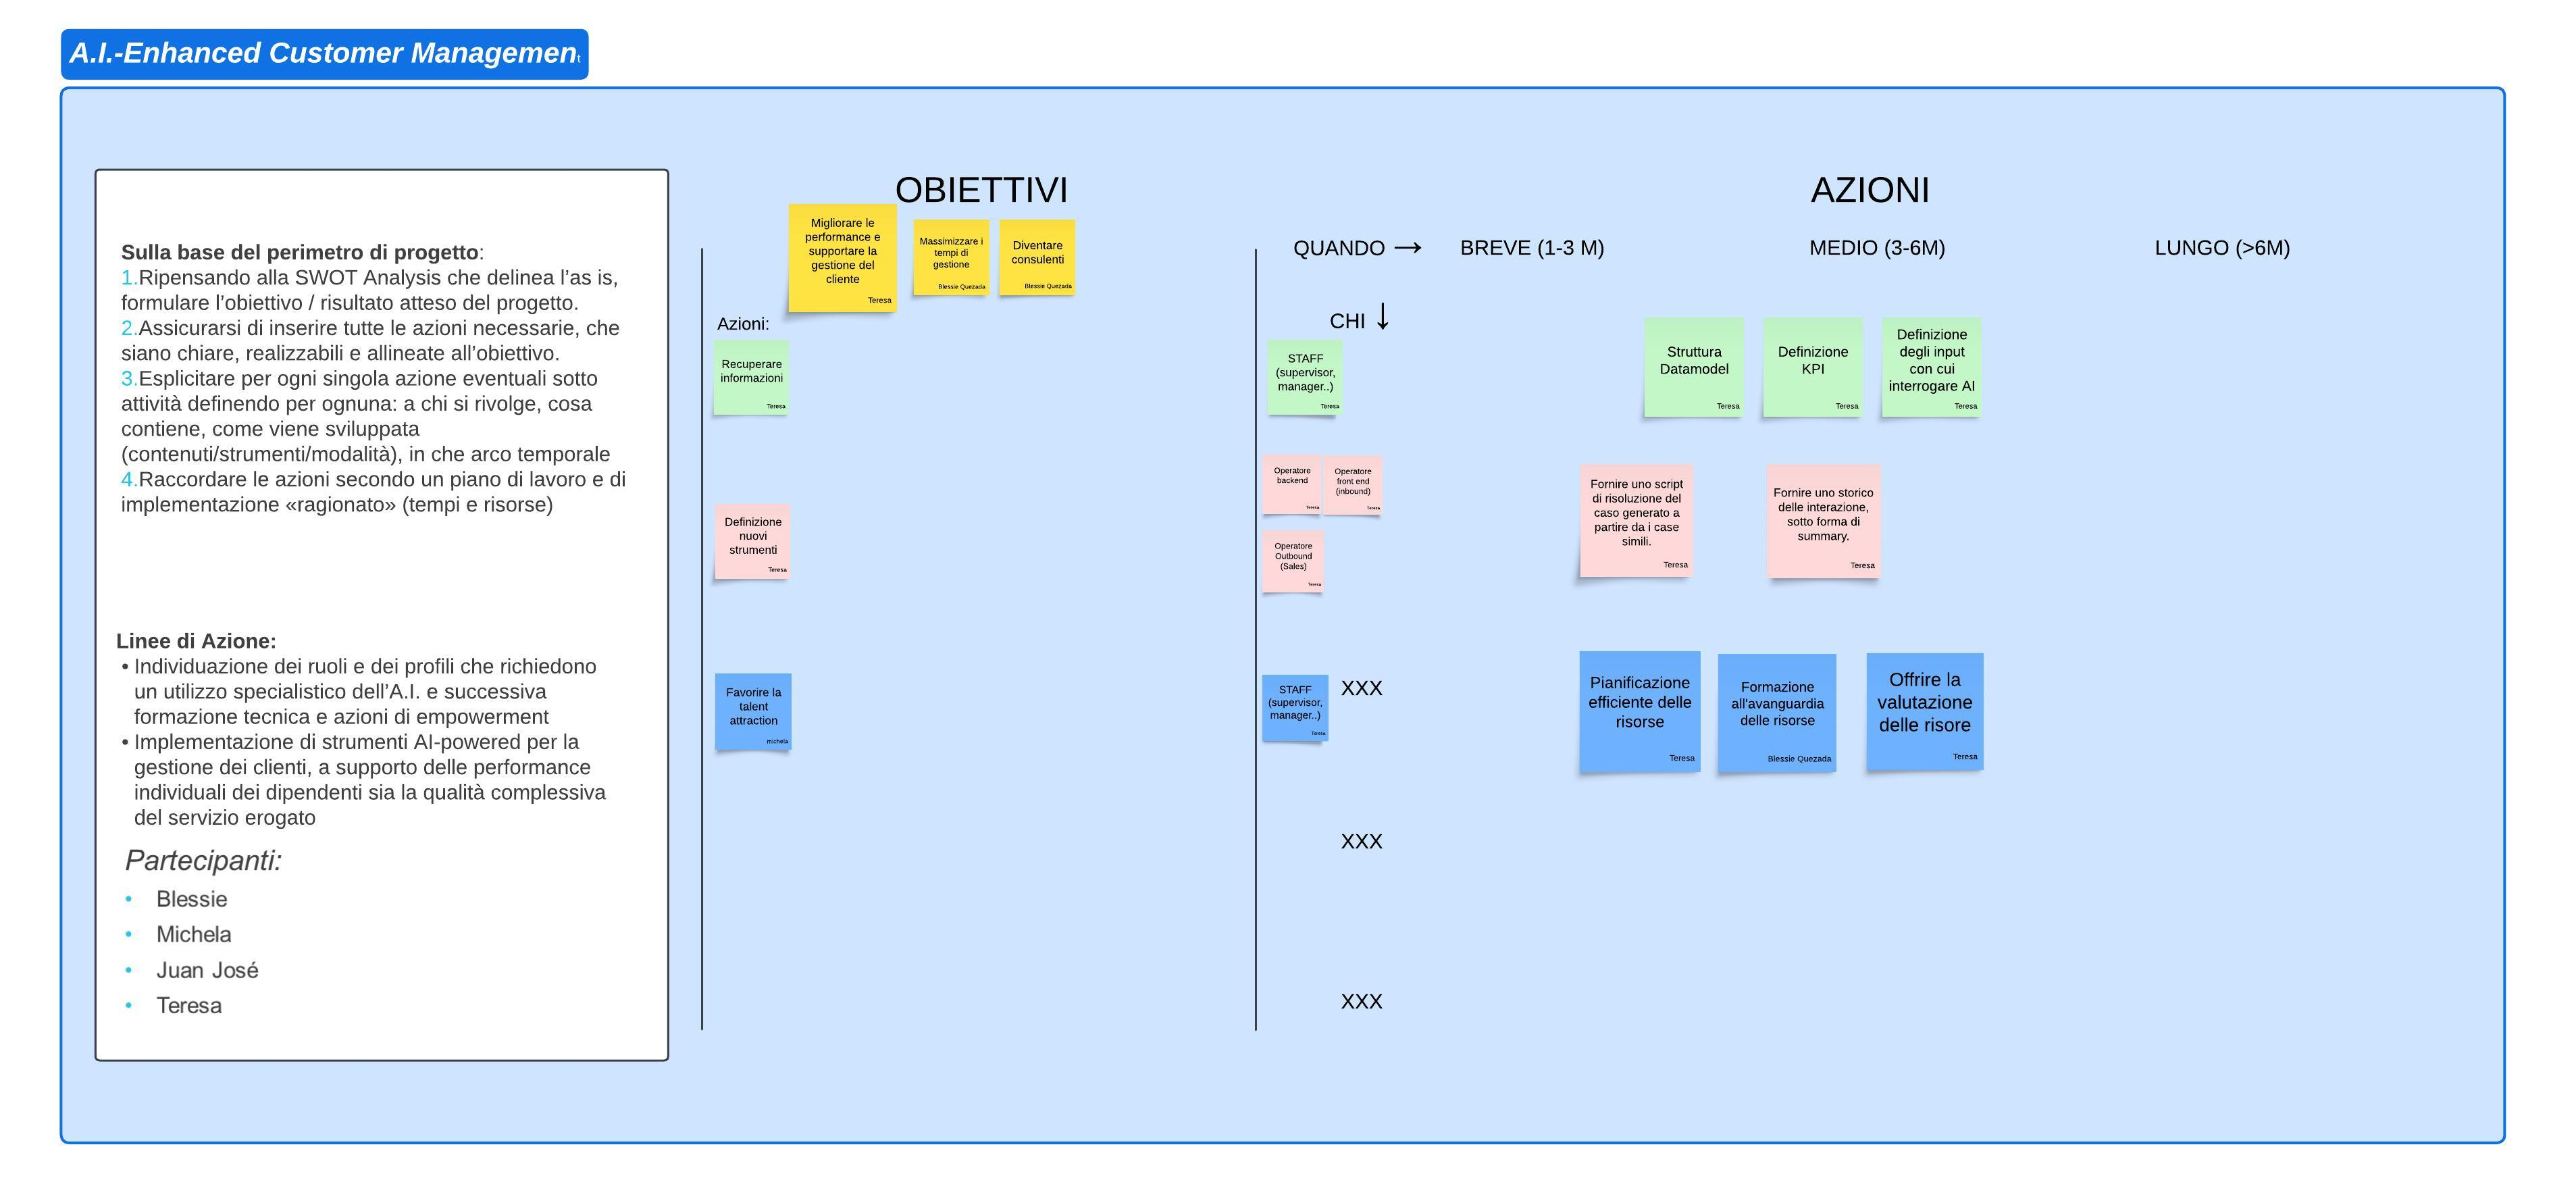 A.I.-Enhanced Customer Management
Sulla base del perimetro di progetto:
1.Ripensando alla SWOT Analysis che delinea l’as is,
formulare l’obiettivo / risultato atteso del progetto.
2.Assicurarsi di inserire tutte le azioni necessarie, che
siano chiare, realizzabili e allineate all’obiettivo.
3.Esplicitare per ogni singola azione eventuali sotto
attività definendo per ognuna: a chi si rivolge, cosa
contiene, come viene sviluppata
(contenuti/strumenti/modalità), in che arco temporale
4.Raccordare le azioni secondo un piano di lavoro e di
implementazione «ragionato» (tempi e risorse)
Linee di Azione:
• Individuazione dei ruoli e dei profili che richiedono
un utilizzo specialistico dell’A.I. e successiva
formazione tecnica e azioni di empowerment
• Implementazione di strumenti AI-powered per la
gestione dei clienti, a supporto delle performance
individuali dei dipendenti sia la qualità complessiva
del servizio erogato
Partecipanti:
• Blessie
• Michela
• Juan José
• Teresa
OBIETTIVI
Migliorare le
performance e
supportare la
gestione del
cliente
Teresa
Massimizzare i
tempi di
gestione
Blessie Quezada
Diventare
consulenti
Blessie Quezada
Azioni:
Recuperare
informazioni
Teresa
Definizione
nuovi
strumenti
Teresa
Favorire la
talent
attraction
michela
AZIONI
QUANDO → BREVE (1-3 M) MEDIO (3-6M) LUNGO (>6M)
CHI ↓
STAFF
(supervisor,
manager..)
Teresa
Struttura
Datamodel
Teresa
Definizione
KPI
Teresa
Definizione
degli input
con cui
interrogare AI
Teresa
Operatore
backend
Teresa
Operatore
front end
(inbound)
Teresa
Operatore
Outbound
(Sales)
Teresa
Fornire uno script
di risoluzione del
caso generato a
partire da i case
simili.
Teresa
Fornire uno storico
delle interazione,
sotto forma di
summary.
Teresa
STAFF
(supervisor,
manager..)
Teresa
XXX
Pianificazione
efficiente delle
risorse
Teresa
Formazione
all'avanguardia
delle risorse
Blessie Quezada
Offrire la
valutazione
delle risore
Teresa
XXX
XXX